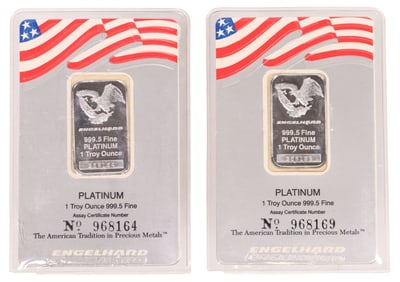 ENGELHARD
999.5 Fine
PLATINUM
1 Troy Ounce
PLATINUM
1 Troy Ounce 999.5 Fine
Assay Certificate Number
No 968164
The American Tradition in Precious Metals™
ENGELHARD
ENGELHARD
999.5 Fine
PLATINUM
1 Troy Ounce
PLATINUM
1 Troy Ounce 999.5 Fine
Assay Certificate Number
No 968169
The American Tradition in Precious Metals™
ENGELHARD